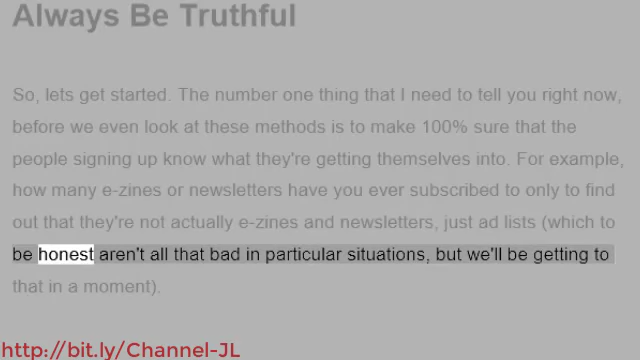 Always Be Truthful
So, lets get started. The number one thing that I need to tell you right now,
before we even look at these methods is to make 100% sure that the
people signing up know what they're getting themselves into. For example,
how many e-zines or newsletters have you ever subscribed to only to find
out that they're not actually e-zines and newsletters, just ad lists (which to
be honest aren't all that bad in particular situations, but we'll be getting to
that in a moment).
http://bit.ly/Channel-JL